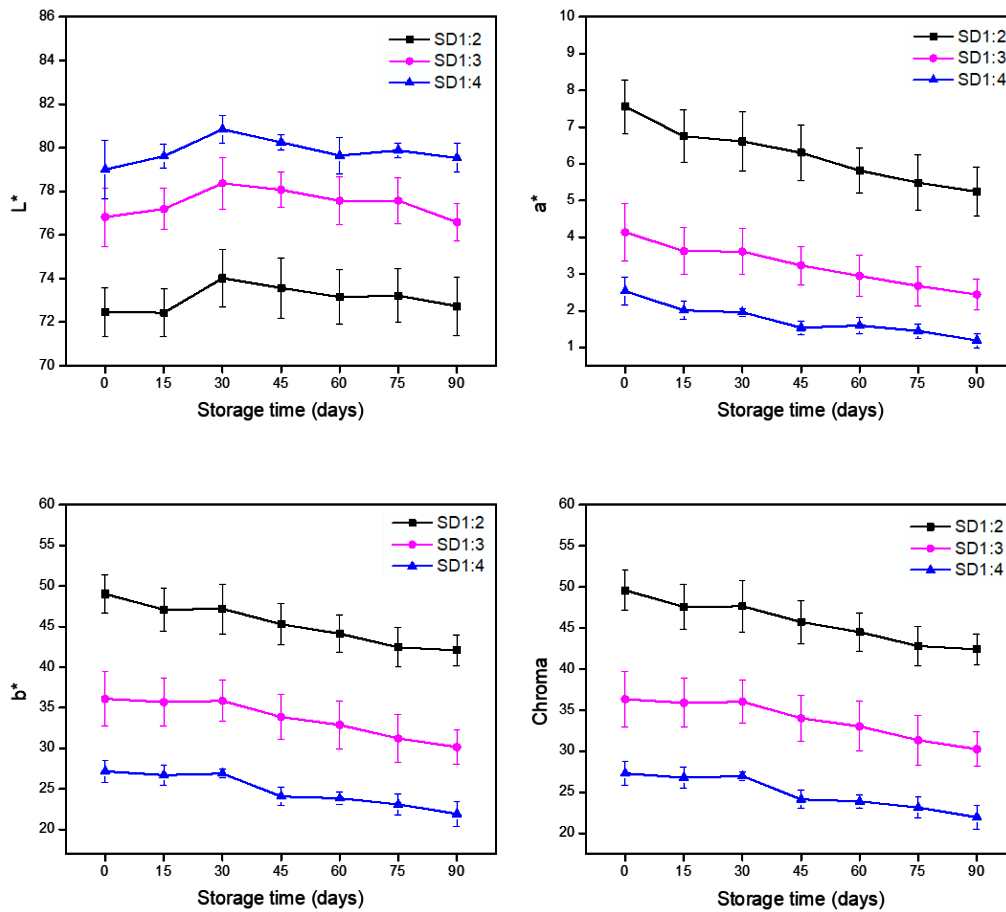 86
84
82
80
78
76
74
72
70
L*
SD1:2
SD1:3
SD1:4
0 15 30 45 60 75 90
Storage time (days)
10
9
8
7
6
5
4
3
2
1
a*
SD1:2
SD1:3
SD1:4
0 15 30 45 60 75 90
Storage time (days)
60
55
50
45
40
35
30
25
20
b*
SD1:2
SD1:3
SD1:4
0 15 30 45 60 75 90
Storage time (days)
60
55
50
45
40
35
30
25
20
Chroma
SD1:2
SD1:3
SD1:4
0 15 30 45 60 75 90
Storage time (days)